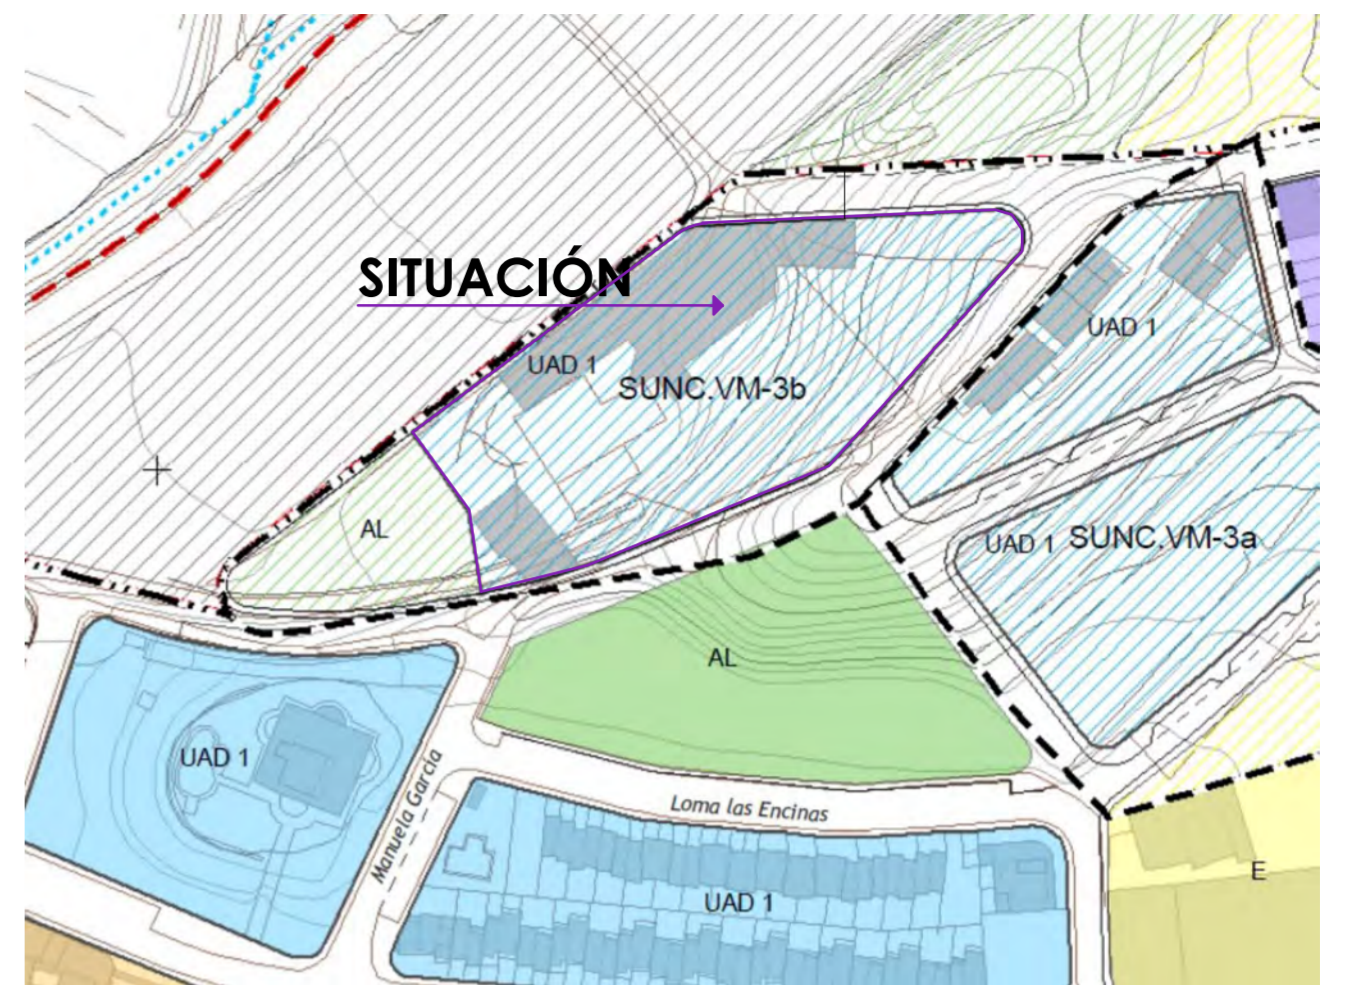 SITUACIÓN
UAD 1
UAD 1
SUNC.VM-3b
AL
UAD 1 SUNC.VM-3a
AL
UAD 1
Manuela García
Loma las Encinas
UAD 1
E